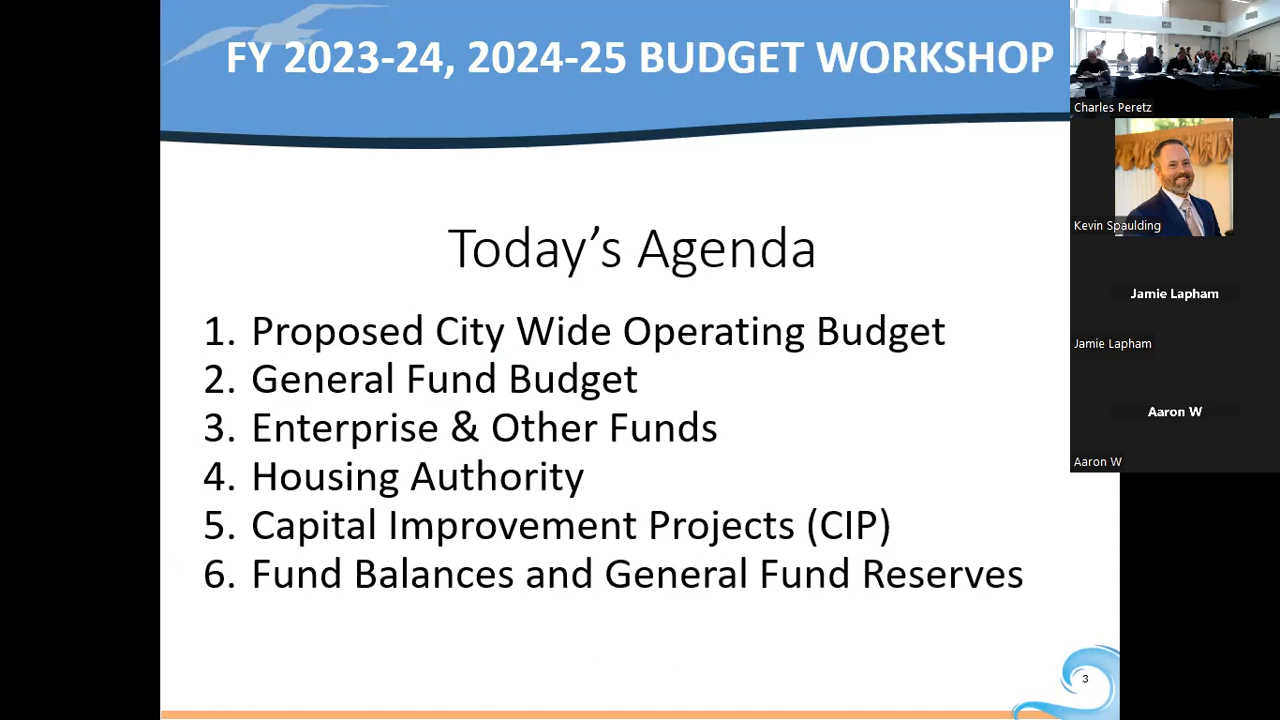 FY 2023-24, 2024-25 BUDGET WORKSHOP
Today's Agenda
1. Proposed City Wide Operating Budget
2. General Fund Budget
3. Enterprise & Other Funds
4. Housing Authority
5. Capital Improvement Projects (CIP)
6. Fund Balances and General Fund Reserves
3
Charles Peretz
Kevin Spaulding
Jamie Lapham
Jamie Lapham
Aaron W
Aaron W